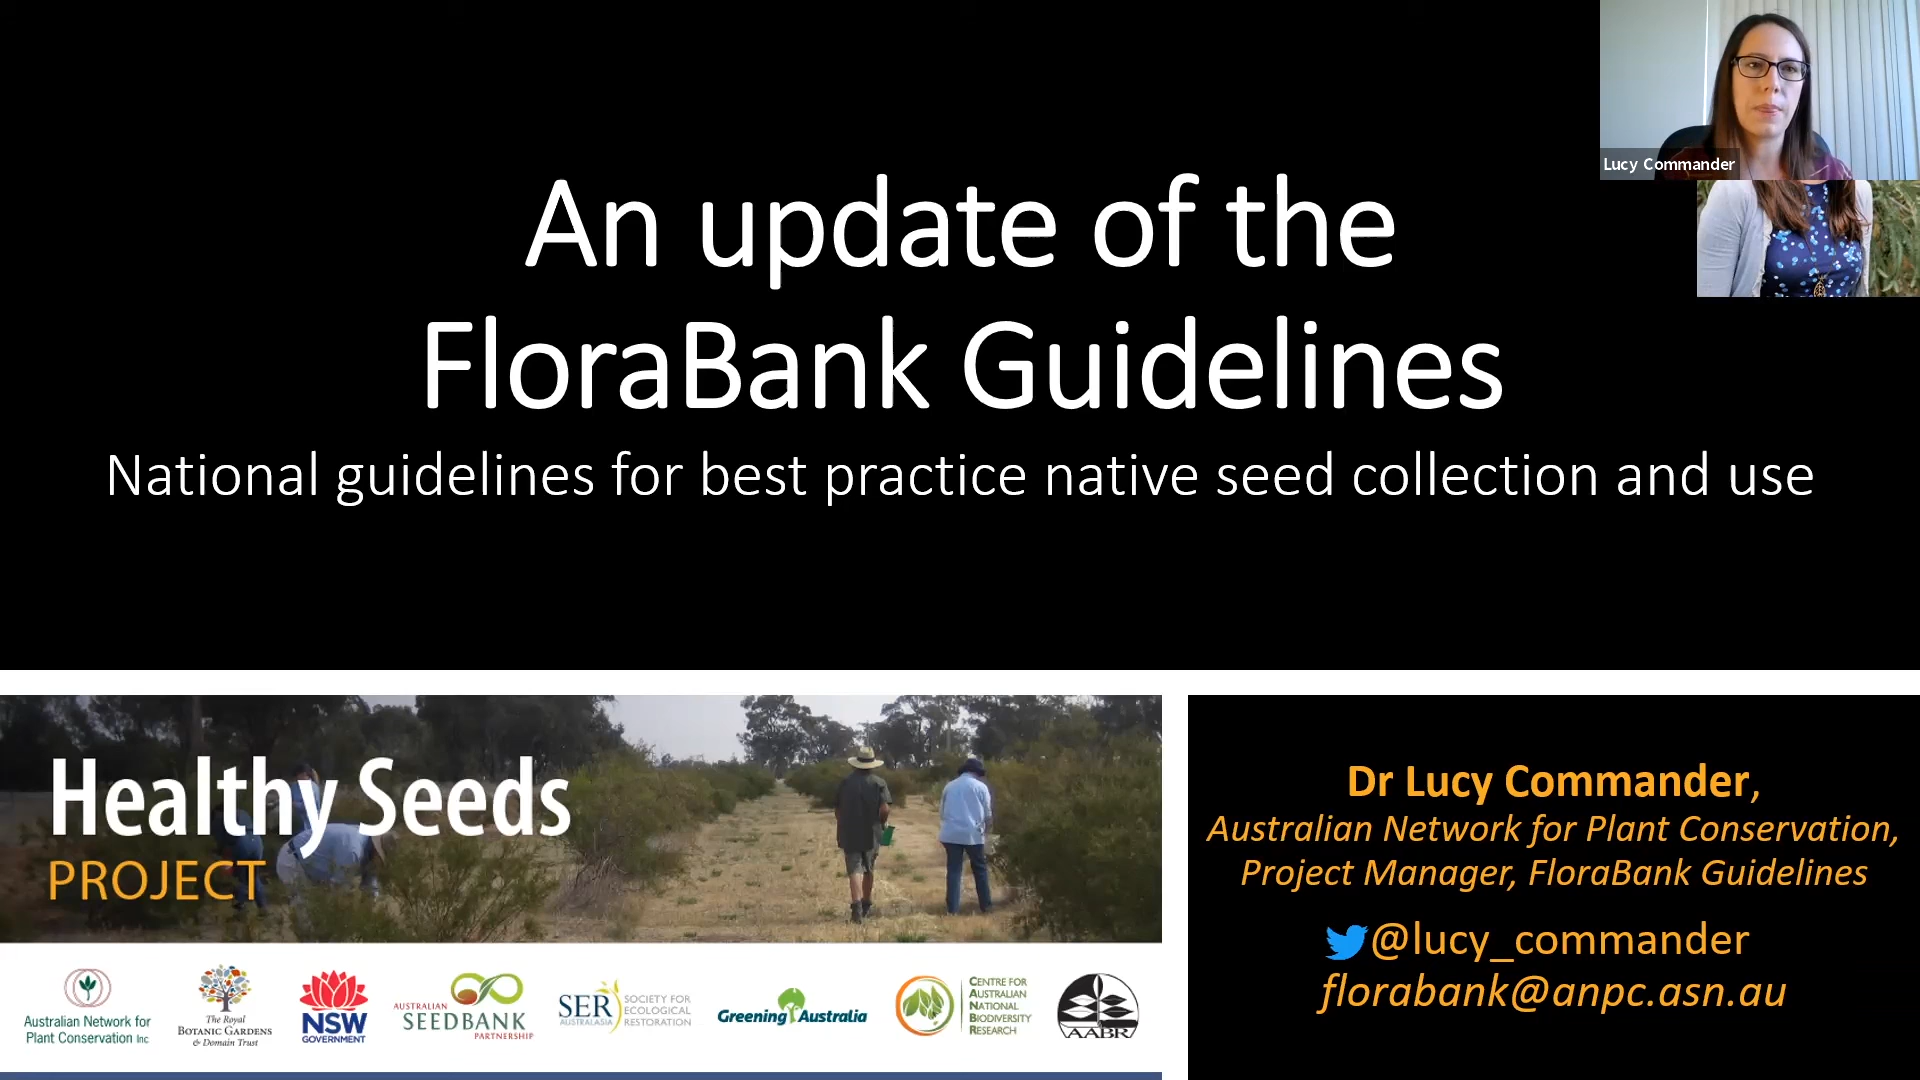 Lucy Commander
An update of the
FloraBank Guidelines
National guidelines for best practice native seed collection and use
Healthy Seeds
PROJECT
Dr Lucy Commander,
Australian Network for Plant Conservation,
Project Manager, FloraBank Guidelines
@lucy_commander
florabank@anpc.asn.au
Australian Network for
Plant Conservation Inc
The Royal
BOTANIC GARDENS
& Domain Trust
NSW
GOVERNMENT
AUSTRALIAN
SEEDBANK
PARTNERSHIP
SER
AUSTRALASIA
SOCIETY FOR
ECOLOGICAL
RESTORATION
Greening Australia
CENTRE FOR
AUSTRALIAN
NATIONAL
BIODIVERSITY
RESEARCH
AABR